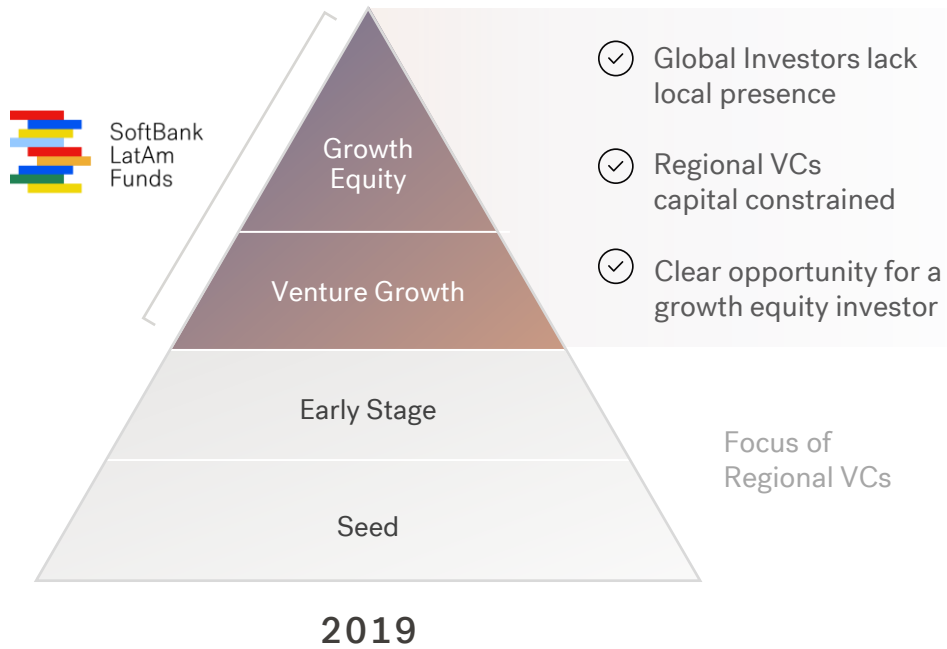 SoftBank
LatAm
Funds
Growth
Equity
Venture Growth
Early Stage
Seed
2019
Global Investors lack
local presence
Regional VCs
capital constrained
Clear opportunity for a
growth equity investor
Focus of
Regional VCs